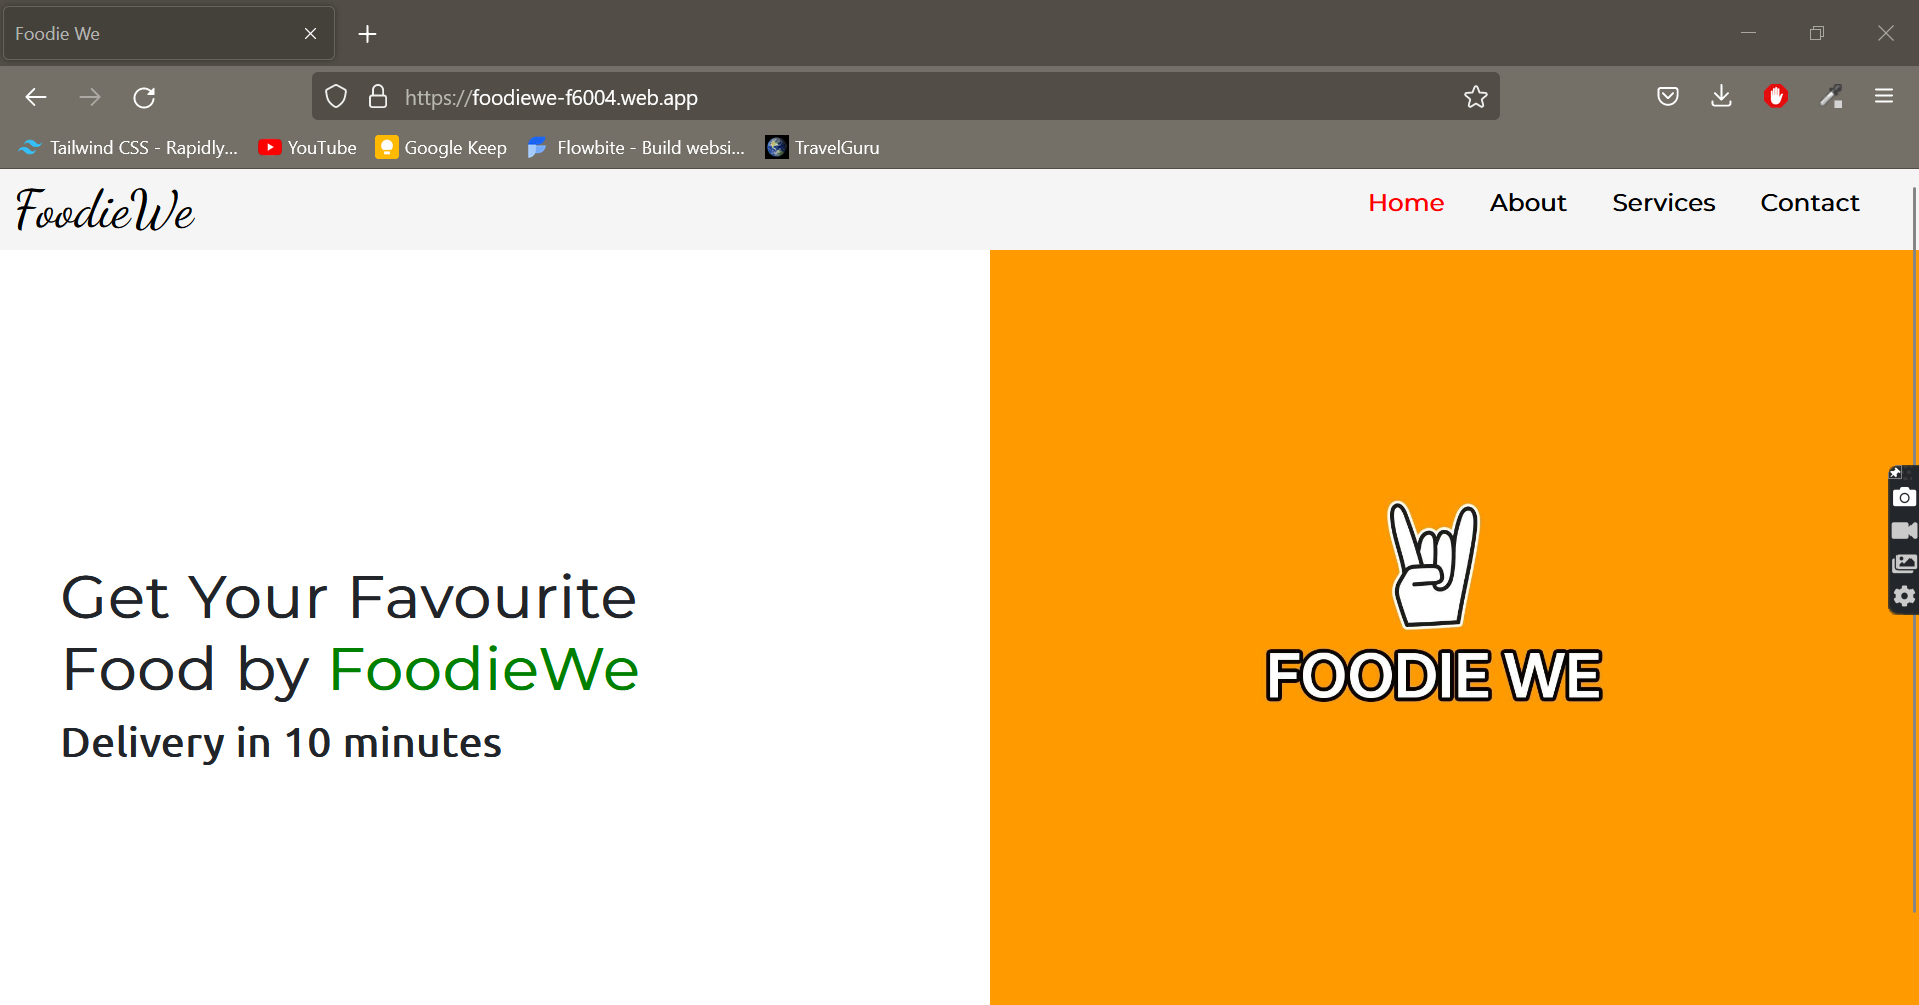 Foodie We
https://foodiewe-f6004.web.app
Tailwind CSS - Rapidly... YouTube Google Keep Flowbite - Build websi... TravelGuru
FoodieWe Home About Services Contact
Get Your Favourite
Food by FoodieWe
Delivery in 10 minutes
FOODIE WE